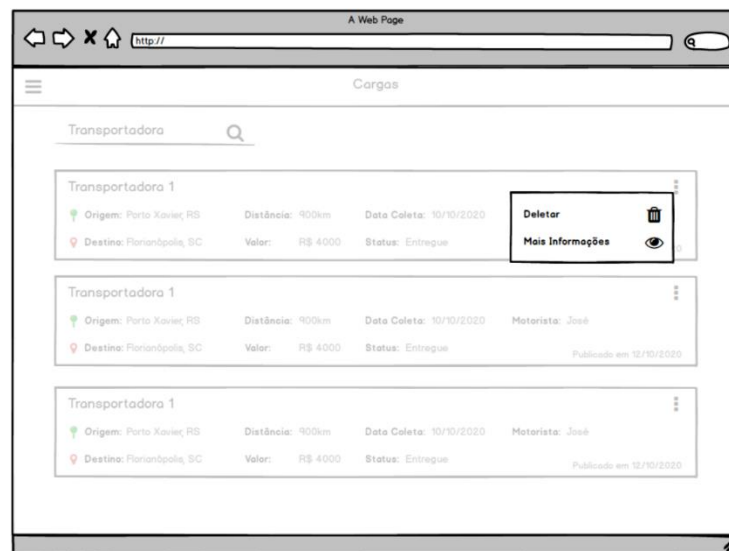 A Web Page
http://
Cargas
Transportadora
Transportadora 1
Origem: Porto Xavier, RS Distância: 900km Data Coleta: 10/10/2020 Deletar
Destino: Florianópolis, SC Valor: R$ 4000 Status: Entregue Mais Informações
Transportadora 1
Origem: Porto Xavier, RS Distância: 900km Data Coleta: 10/10/2020 Motorista: José
Destino: Florianópolis, SC Valor: R$ 4000 Status: Entregue Publicado em 12/10/2020
Transportadora 1
Origem: Porto Xavier, RS Distância: 900km Data Coleta: 10/10/2020 Motorista: José
Destino: Florianópolis, SC Valor: R$ 4000 Status: Entregue Publicado em 12/10/2020